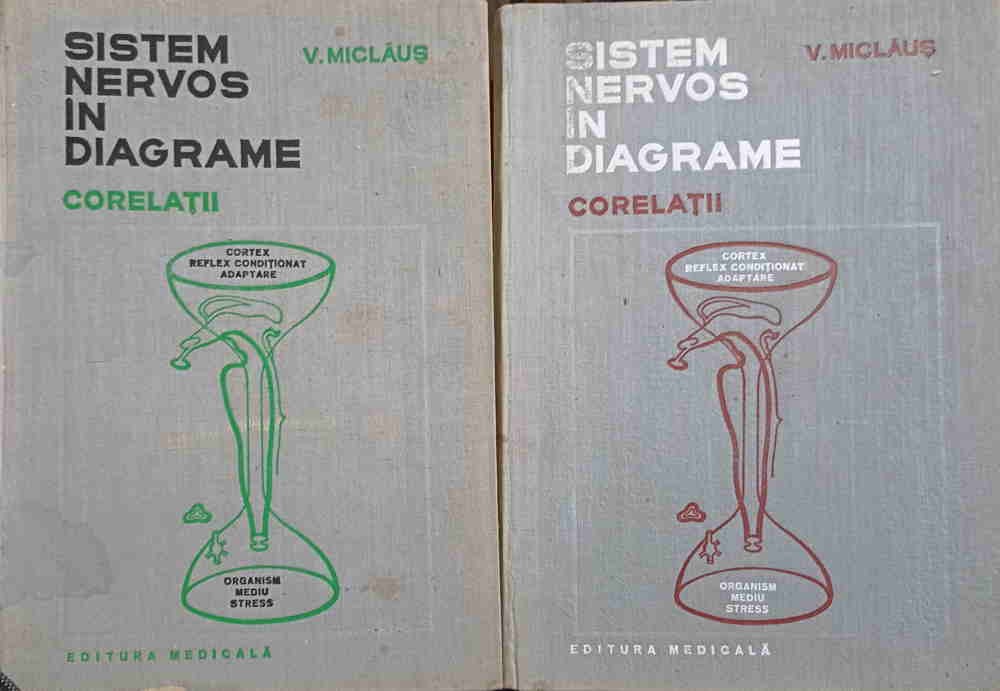 SISTEM
NERVOS
ÎN
DIAGRAME
V. MICLĂUȘ
CORELAȚII
CORTEX
REFLEX CONDIȚIONAT
ADAPTARE
ORGANISM
MEDIU
STRESS
EDITURA MEDICALĂ
SISTEM
NERVOS
ÎN
DIAGRAME
V. MICLĂUȘ
CORELAȚII
CORTEX
REFLEX CONDIȚIONAT
ADAPTARE
ORGANISM
MEDIU
STRESS
EDITURA MEDICALĂ